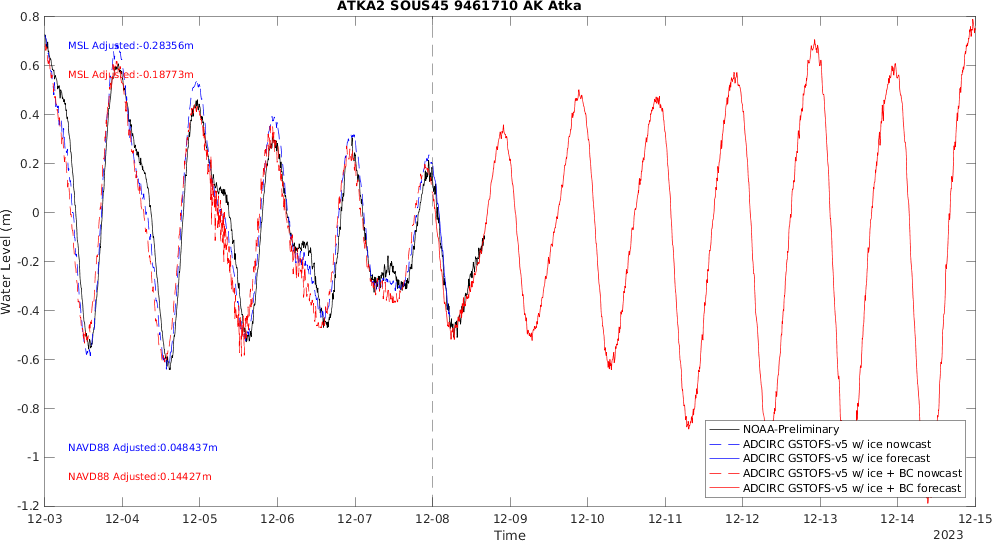 ATKA2 SOUS45 9461710 AK Atka
0.8
0.6
0.4
0.2
0
-0.2
-0.4
-0.6
-0.8
-1
-1.2
Water Level (m)
MSL Adjusted:-0.28356m
MSL Adjusted:-0.18773m
NAVD88 Adjusted:0.048437m
NAVD88 Adjusted:0.14427m
NOAA-Preliminary
ADCIRC GSTOFS-v5 w/ ice nowcast
ADCIRC GSTOFS-v5 w/ ice forecast
ADCIRC GSTOFS-v5 w/ ice + BC nowcast
ADCIRC GSTOFS-v5 w/ ice + BC forecast
12-03 12-04 12-05 12-06 12-07 12-08 12-09 12-10 12-11 12-12 12-13 12-14 12-15
Time
2023